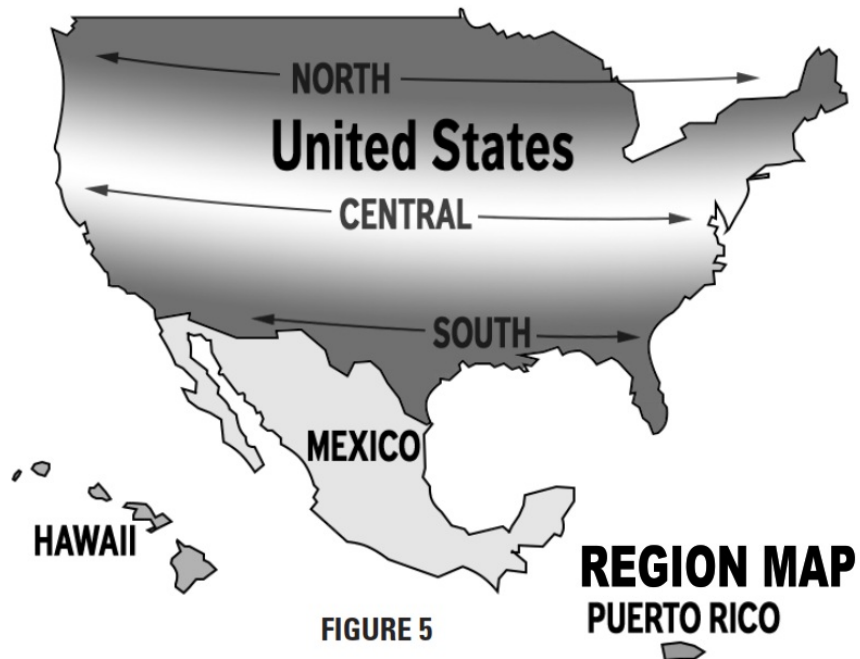 NORTH
United States
CENTRAL
SOUTH
MEXICO
HAWAII
REGION MAP
PUERTO RICO
FIGURE 5